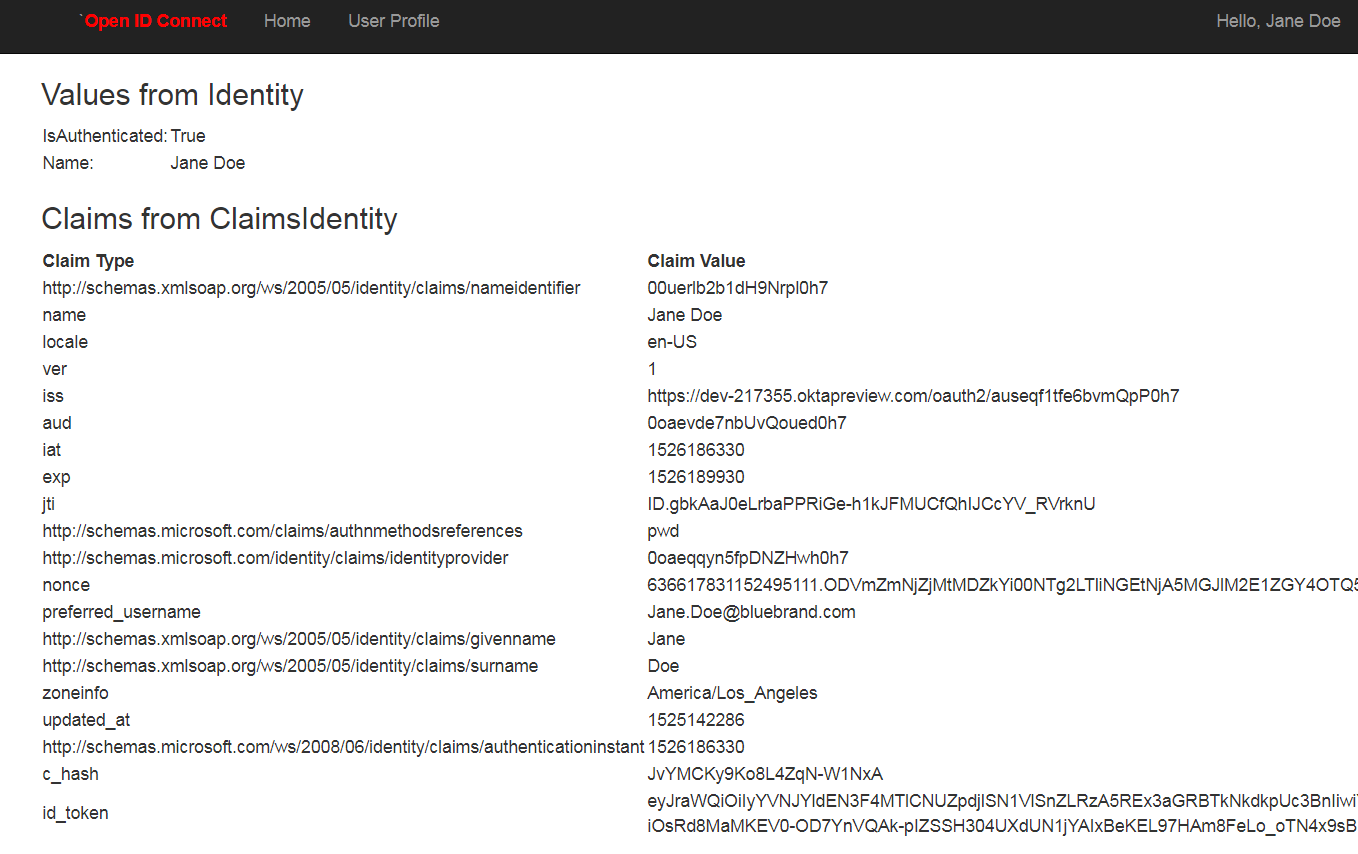 `Open ID Connect Home User Profile Hello, Jane Doe
Values from Identity
IsAuthenticated: True
Name: Jane Doe
Claims from ClaimsIdentity
Claim Type Claim Value
http://schemas.xmlsoap.org/ws/2005/05/identity/claims/nameidentifier 00uerlb2b1dH9Nrpl0h7
name Jane Doe
locale en-US
ver 1
iss https://dev-217355.oktapreview.com/oauth2/auseqf1tfe6bvmQpP0h7
aud 0oaevde7nbUvQoued0h7
iat 1526186330
exp 1526189930
jti ID.gbkAaJ0eLrbaPPRiGe-h1kJFMUCfQhIJCcYV_RVrknU
http://schemas.microsoft.com/claims/authnmethodsreferences pwd
http://schemas.microsoft.com/identity/claims/identityprovider 0oaeqqyn5fpDNZHwh0h7
nonce 636617831152495111.ODVmZmNjZjMtMDZkYi00NTg2LTliNGEtNjA5MGJlM2E1ZGY4OTQ5
preferred_username Jane.Doe@bluebrand.com
http://schemas.xmlsoap.org/ws/2005/05/identity/claims/givenname Jane
http://schemas.xmlsoap.org/ws/2005/05/identity/claims/surname Doe
zoneinfo America/Los_Angeles
updated_at 1525142286
http://schemas.microsoft.com/ws/2008/06/identity/claims/authenticationinstant 1526186330
c_hash JvYMCKy9Ko8L4ZqN-W1NxA
id_token eyJraWQiOiIyYVNJYldEN3F4MTlCNUZpdjlSN1VISnZLRzA5REx3aGRBTkNkdkpUc3BnIiwi
iOsRd8MaMKEV0-OD7YnVQAk-pIZSSH304UXdUN1jYAIxBeKEL97HAm8FeLo_oTN4x9sB